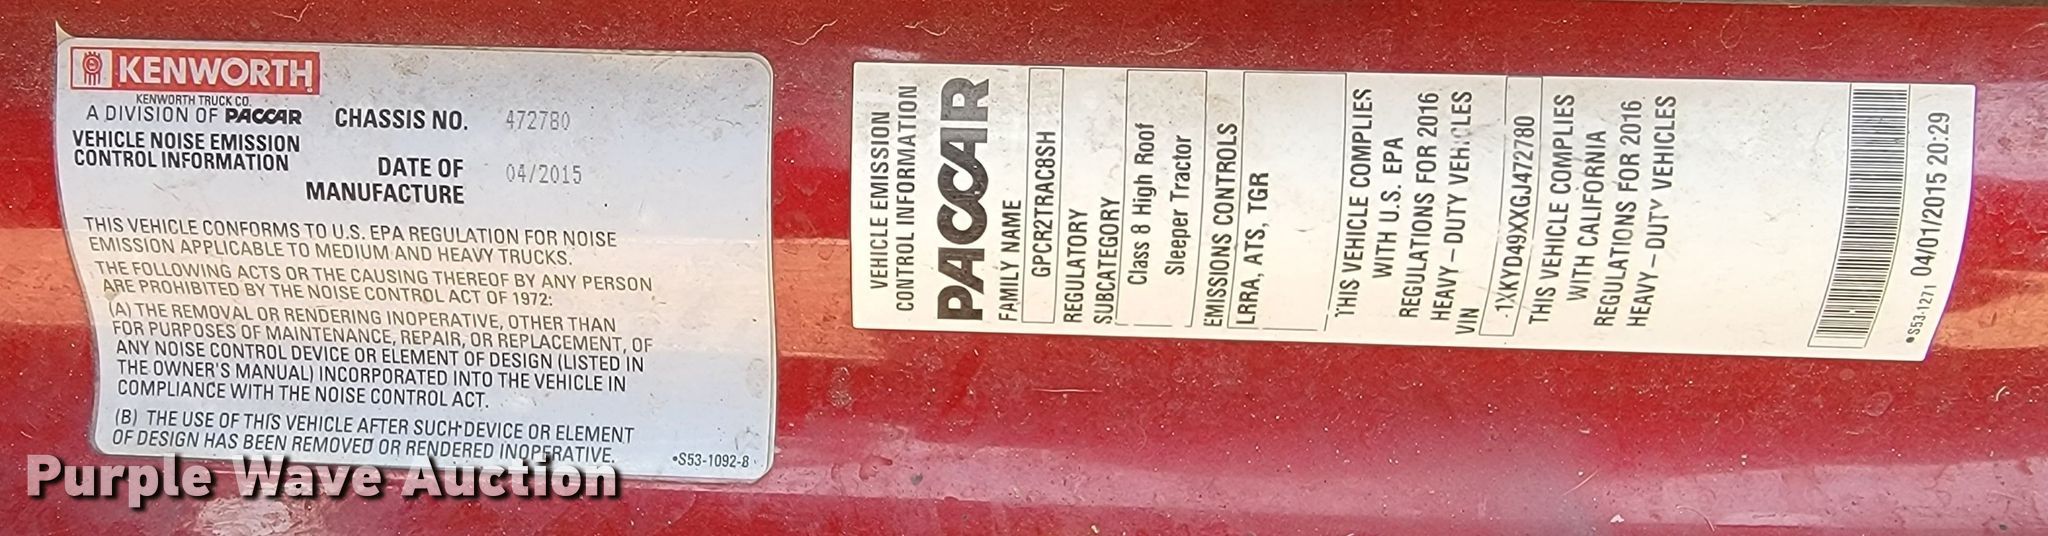 KENWORTH
KENWORTH TRUCK CO.
A DIVISION OF PACCAR
VEHICLE NOISE EMISSION
CONTROL INFORMATION
CHASSIS NO. 472780
DATE OF
MANUFACTURE 04/2015
THIS VEHICLE CONFORMS TO U.S. EPA REGULATION FOR NOISE
EMISSION APPLICABLE TO MEDIUM AND HEAVY TRUCKS.
THE FOLLOWING ACTS OR THE CAUSING THEREOF BY ANY PERSON
ARE PROHIBITED BY THE NOISE CONTROL ACT OF 1972:
(A) THE REMOVAL OR RENDERING INOPERATIVE, OTHER THAN
FOR PURPOSES OF MAINTENANCE, REPAIR, OR REPLACEMENT, OF
ANY NOISE CONTROL DEVICE OR ELEMENT OF DESIGN (LISTED IN
THE OWNER'S MANUAL) INCORPORATED INTO THE VEHICLE IN
COMPLIANCE WITH THE NOISE CONTROL ACT.
(B) THE USE OF THIS VEHICLE AFTER SUCH DEVICE OR ELEMENT
OF DESIGN HAS BEEN REMOVED OR RENDERED INOPERATIVE.
•S53-1092-8
VEHICLE EMISSION
CONTROL INFORMATION
PACCAR
FAMILY NAME
GPCR2TRAC8SH
REGULATORY
SUBCATEGORY
Class 8 High Roof
Sleeper Tractor
EMISSIONS CONTROLS
LRRA, ATS, TGR
THIS VEHICLE COMPLIES
WITH U.S. EPA
REGULATIONS FOR 2016
HEAVY-DUTY VEHICLES
VIN
1XKYD49XXGJ472780
THIS VEHICLE COMPLIES
WITH CALIFORNIA
REGULATIONS FOR 2016
HEAVY-DUTY VEHICLES
•S53-1271 04/01/2015 20:29
Purple Wave Auction